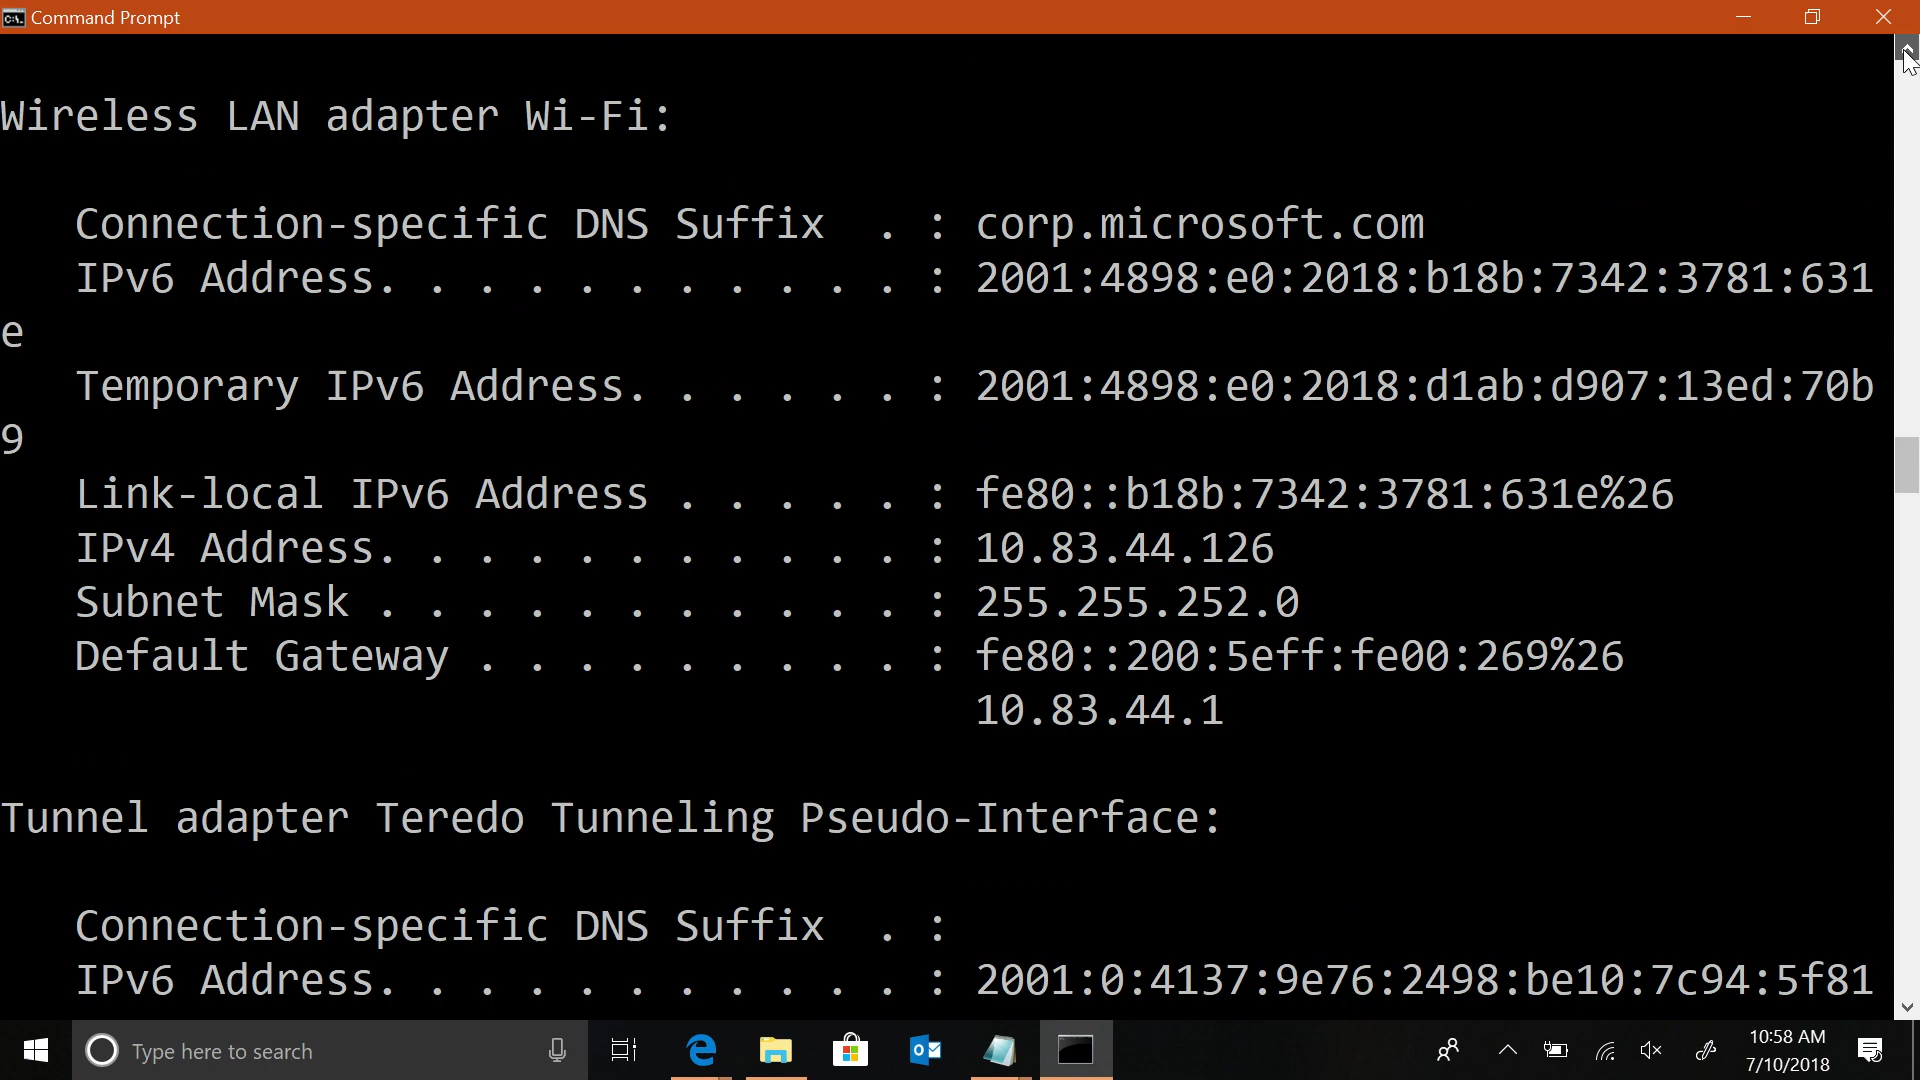 Command Prompt
Wireless LAN adapter Wi-Fi:
Connection-specific DNS Suffix  . : corp.microsoft.com
IPv6 Address. . . . . . . . . . . : 2001:4898:e0:2018:b18b:7342:3781:631
e
Temporary IPv6 Address. . . . . . : 2001:4898:e0:2018:d1ab:d907:13ed:70b
9
Link-local IPv6 Address . . . . . : fe80::b18b:7342:3781:631e%26
IPv4 Address. . . . . . . . . . . : 10.83.44.126
Subnet Mask . . . . . . . . . . . : 255.255.252.0
Default Gateway . . . . . . . . . : fe80::200:5eff:fe00:269%26
10.83.44.1
Tunnel adapter Teredo Tunneling Pseudo-Interface:
Connection-specific DNS Suffix  . :
IPv6 Address. . . . . . . . . . . : 2001:0:4137:9e76:2498:be10:7c94:5f81
Type here to search
10:58 AM
7/10/2018